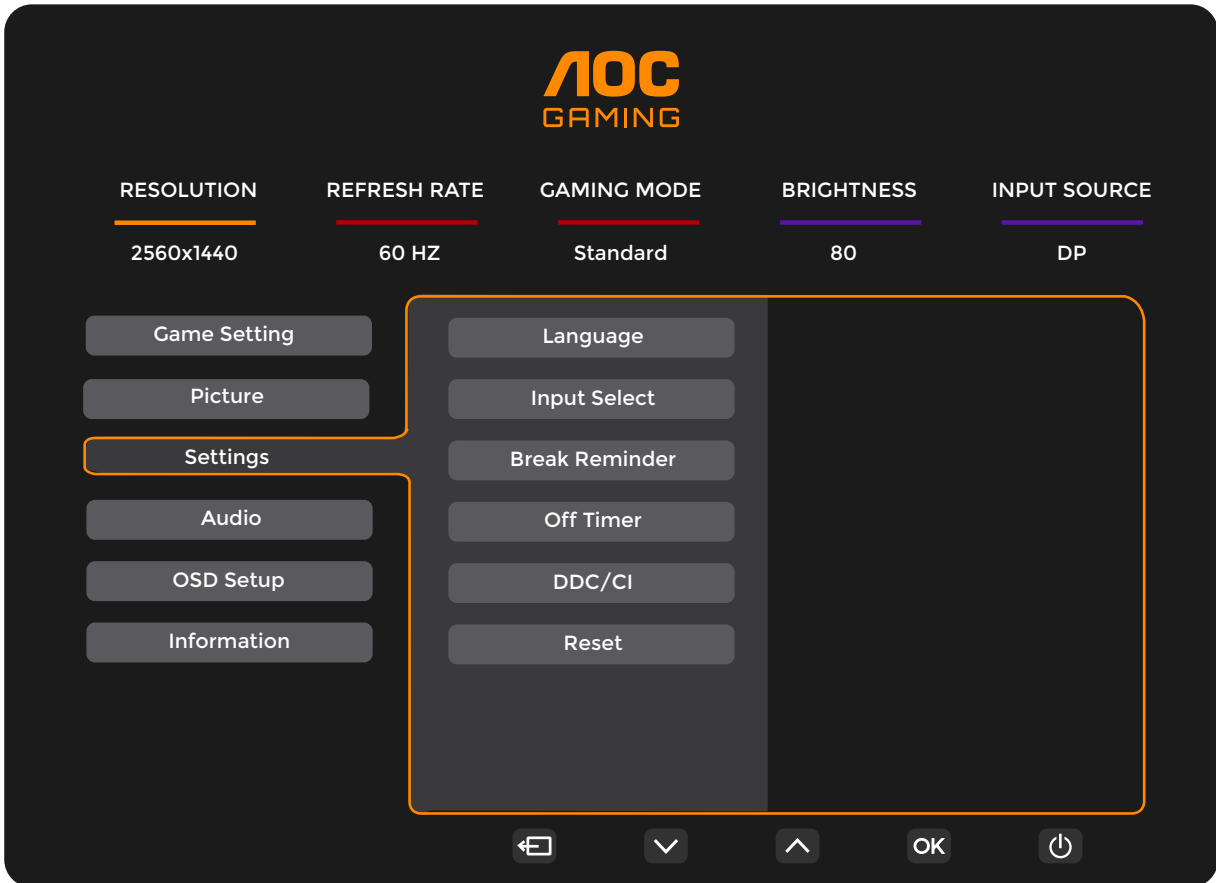 AOC
GAMING
RESOLUTION REFRESH RATE GAMING MODE BRIGHTNESS INPUT SOURCE
2560x1440 60 HZ Standard 80 DP
Game Setting
Picture
Settings
Audio
OSD Setup
Information
Language
Input Select
Break Reminder
Off Timer
DDC/CI
Reset
OK